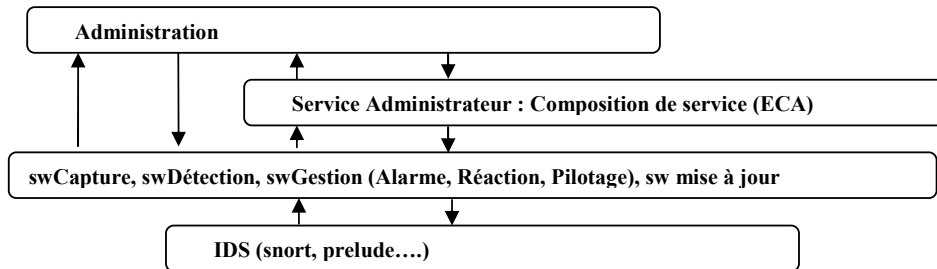 Administration
Service Administrateur : Composition de service (ECA)
swCapture, swDétection, swGestion (Alarme, Réaction, Pilotage), sw mise à jour
IDS (snort, prelude….)